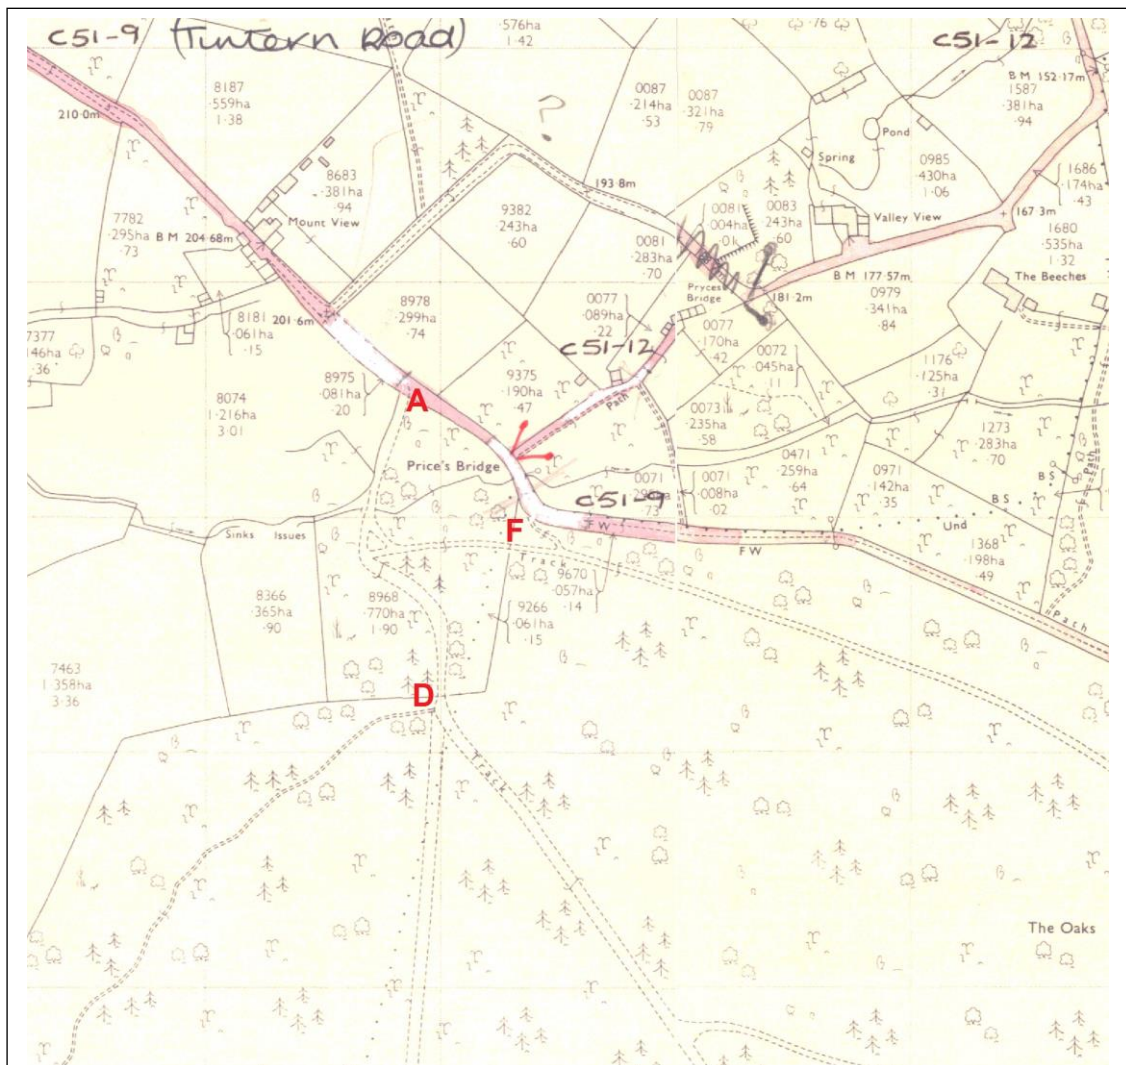 C51-9 (Tintern Road)
C51-12
·576ha
1·42
·76
8187
·559ha
1·38
210·0m
0087
·214ha
·53
0087
·321ha
79
B M 152·17m
1587
·381ha
·94
Pond
Spring
0985
·430ha
1·06
1686
·174ha
·43
?
8683
·381ha
·94
Mount View
193·8m
7782
·295ha
·73
B M 204·68m
9382
·243ha
·60
0081
·004ha
·0k
0083
·243ha
·60
0081
·283ha
·70
Valley View
167·3m
1680
·535ha
1·32
B M 177·57m
The Beeches
Pryces
Bridge
181·2m
0979
·341ha
·84
8978
·299ha
·74
0077
·089ha
·22
201·6m
8181
·061ha
·15
7377
·146ha
·36
C51-12
0077
·170ha
·42
0072
·045ha
·11
1176
·125ha
·31
8975
·081ha
·20
9375
·190ha
·47
8074
1·216ha
3·01
A
Path
0073
·235ha
·58
1273
·283ha
·70
Price's Bridge
0471
·259ha
·64
0971
·142ha
·35
B S
Path
0071
73
0071
·008ha
·02
C51-9
B S
F
F W
F W
Und
Sinks
Issues
Track
1368
·198ha
·49
9670
·057ha
·14
8366
·365ha
·90
8968
·770ha
1·90
9266
·061ha
·15
Path
7463
1·358ha
3·36
D
Track
The Oaks